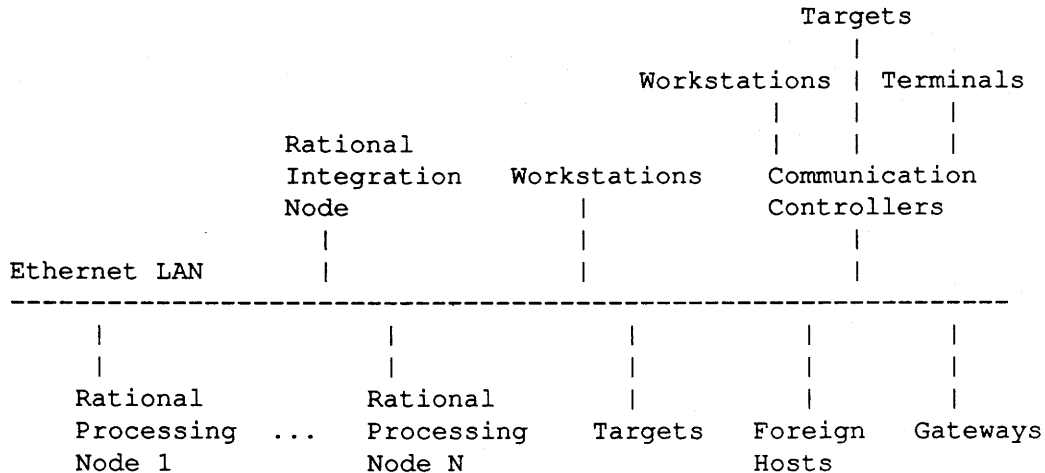 Targets
Workstations | Terminals
Rational
Integration Workstations Communication
Node Controllers
Ethernet LAN
Rational Rational
Processing ... Processing Targets Foreign Gateways
Node 1 Node N Hosts